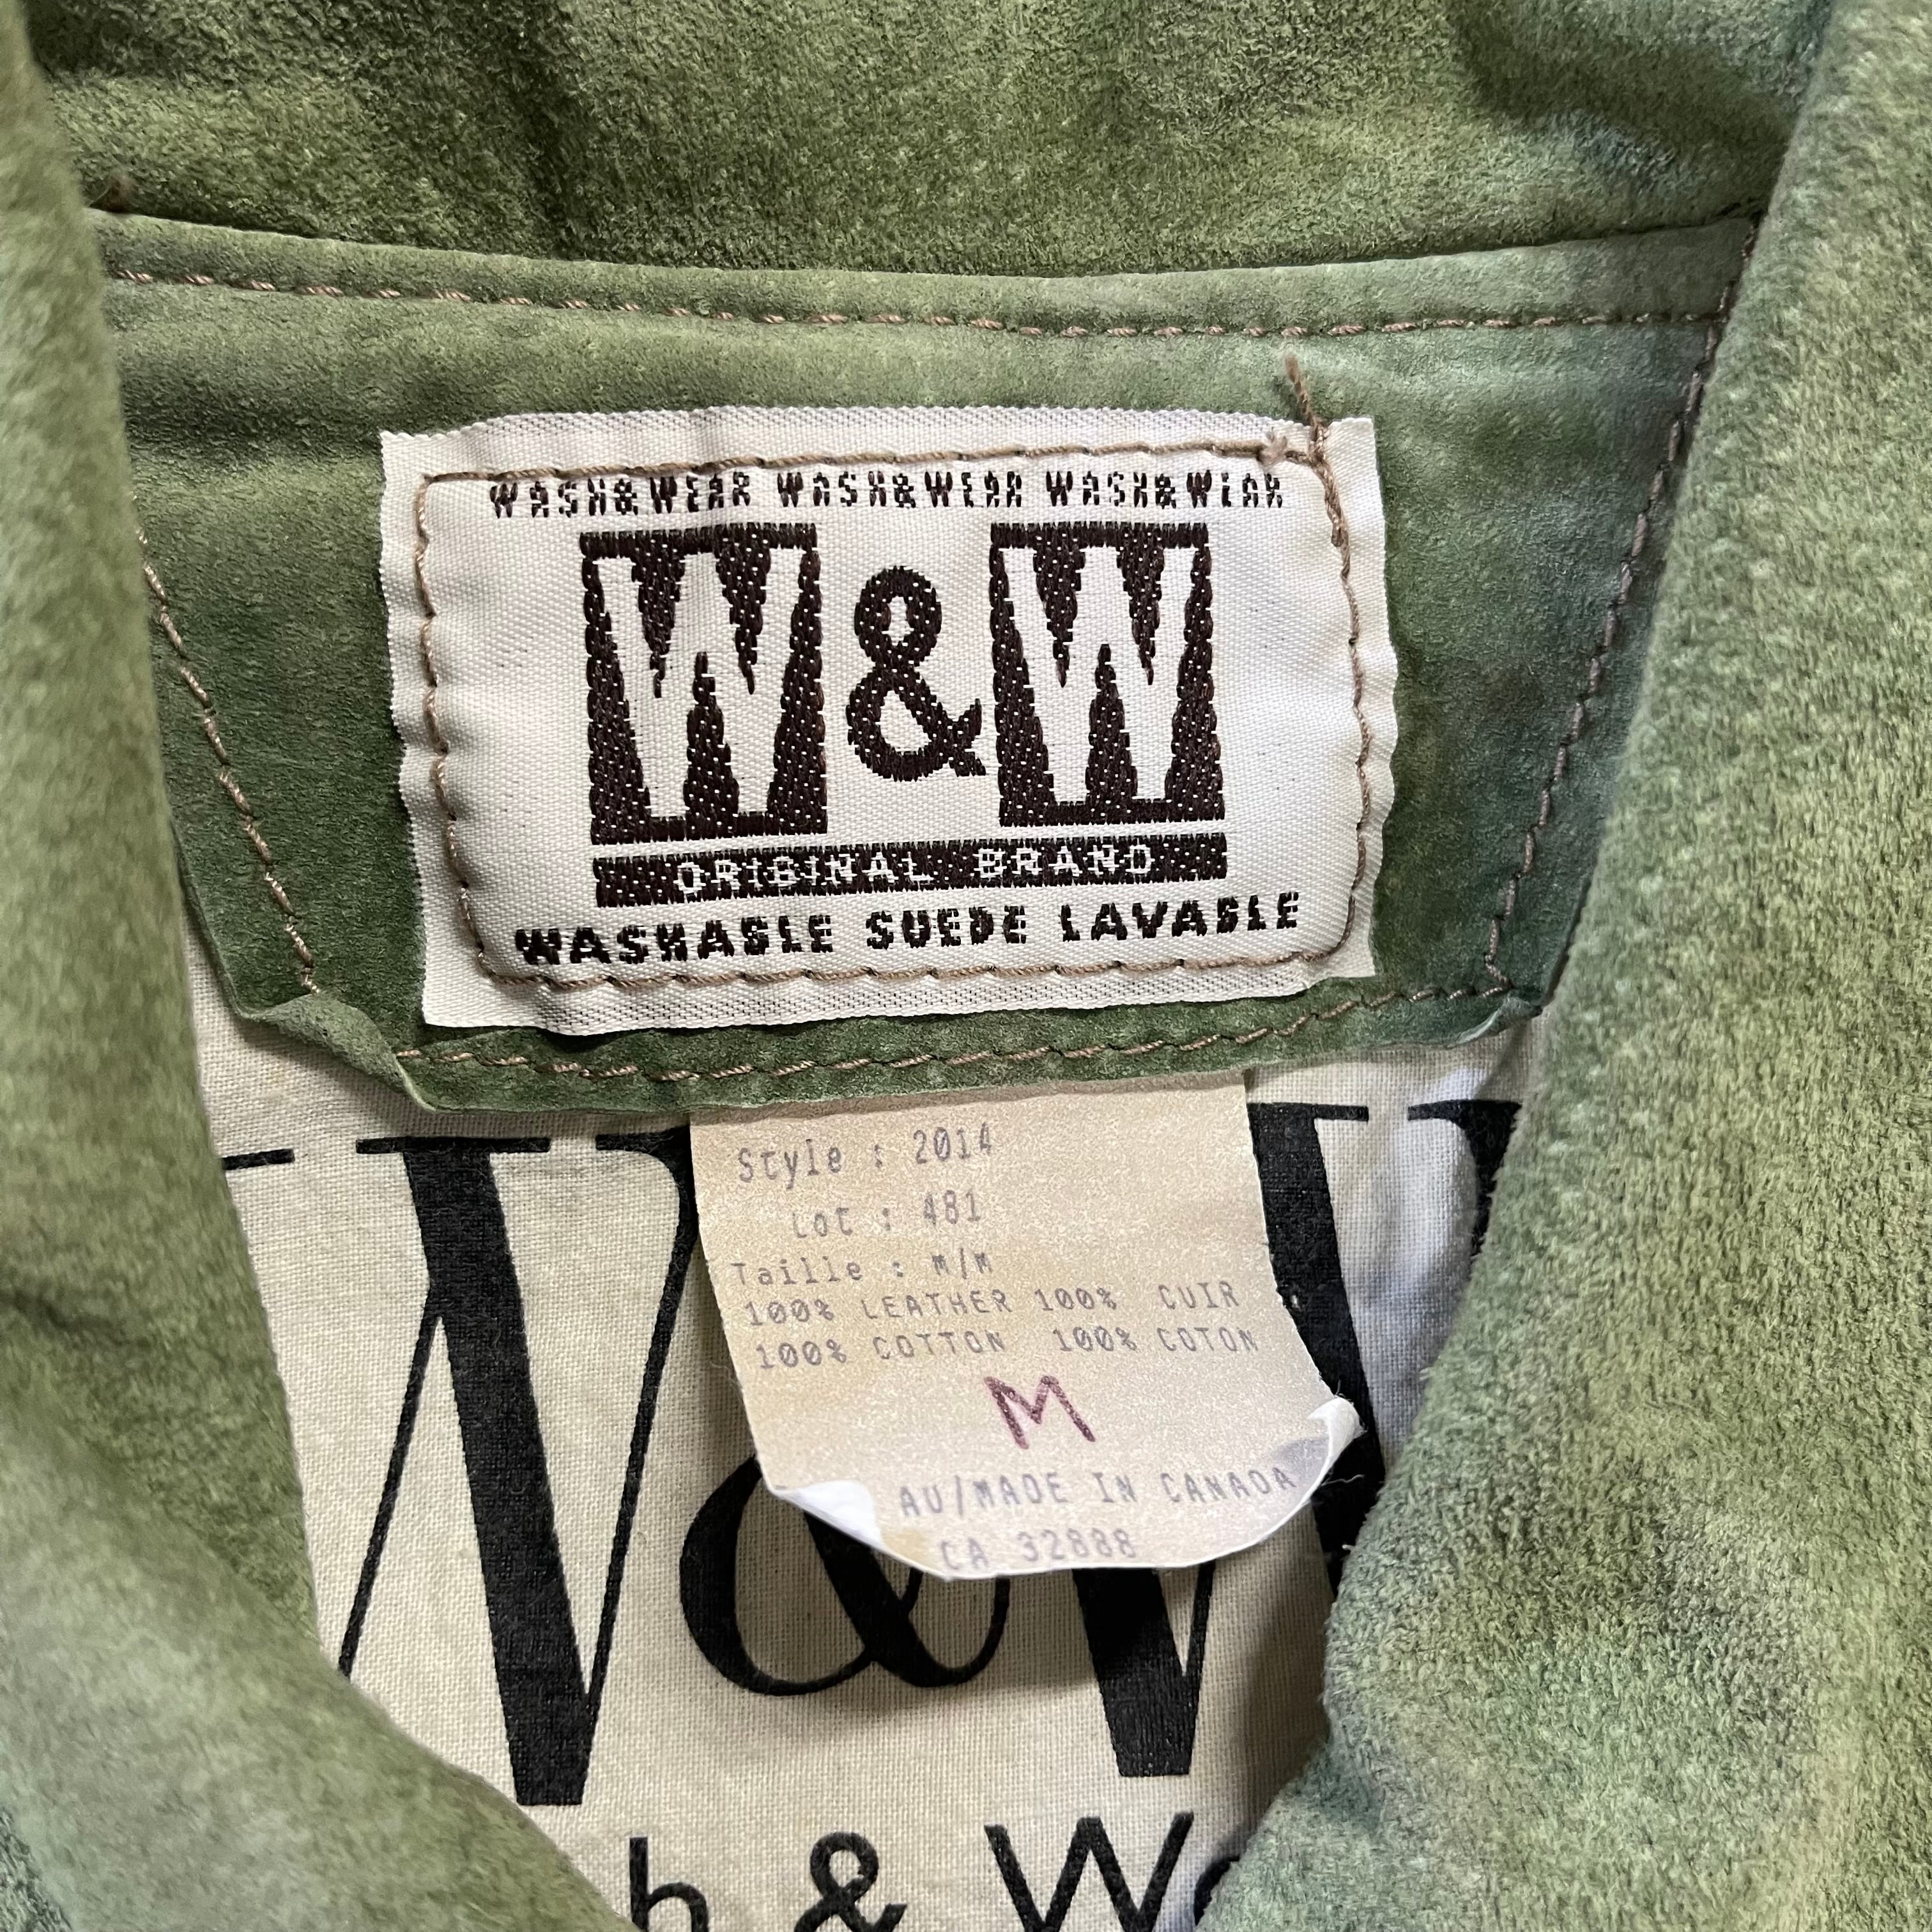 WASH&WEAR WASH&WEAR WASH&WEAR
W&W
ORIGINAL BRAND
WASHABLE SUEDE LAVABLE
Style : 2014
Lot : 481
Taille : M/M
100% LEATHER 100% CUIR
100% COTTON 100% COTON
M
AU/MADE IN CANADA
CA 32888
W&W
h & We